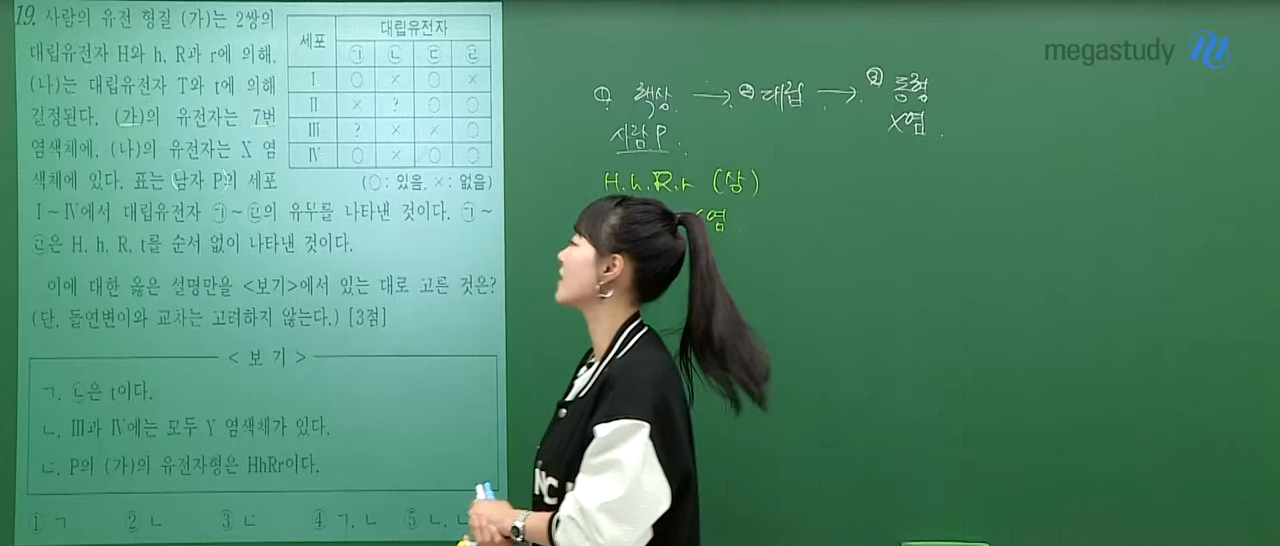 19. 사람의 유전 형질 (가)는 2쌍의
대립유전자 H와 h, R과 r에 의해,
(나)는 대립유전자 T와 t에 의해
결정된다. (가)의 유전자는 7번
염색체에, (나)의 유전자는 X 염
색체에 있다. 표는 남자 P의 세포
Ⅰ~Ⅳ에서 대립유전자 ㉠~㉣의 유무를 나타낸 것이다. ㉠~
㉣은 H, h, R, t를 순서 없이 나타낸 것이다.
세포 대립유전자
㉠ ㉡ ㉢ ㉣
Ⅰ ○ × ○ ×
Ⅱ × ? ○ ○
Ⅲ ? × × ○
Ⅳ ○ × ○ ○
(○: 있음, ×: 없음)
이에 대한 옳은 설명만을 <보기>에서 있는 대로 고른 것은?
(단, 돌연변이와 교차는 고려하지 않는다.) [3점]
<보 기>
ㄱ. ㉡은 t이다.
ㄴ. Ⅲ과 Ⅳ에는 모두 Y 염색체가 있다.
ㄷ. P의 (가)의 유전자형은 HhRr이다.
① ㄱ ② ㄴ ③ ㄷ ④ ㄱ, ㄴ ⑤ ㄴ, ㄷ
megastudy
① 핵상 → ② 대립 → ③ 동형
X염
사람 P.
H.h.R.r (상)
염